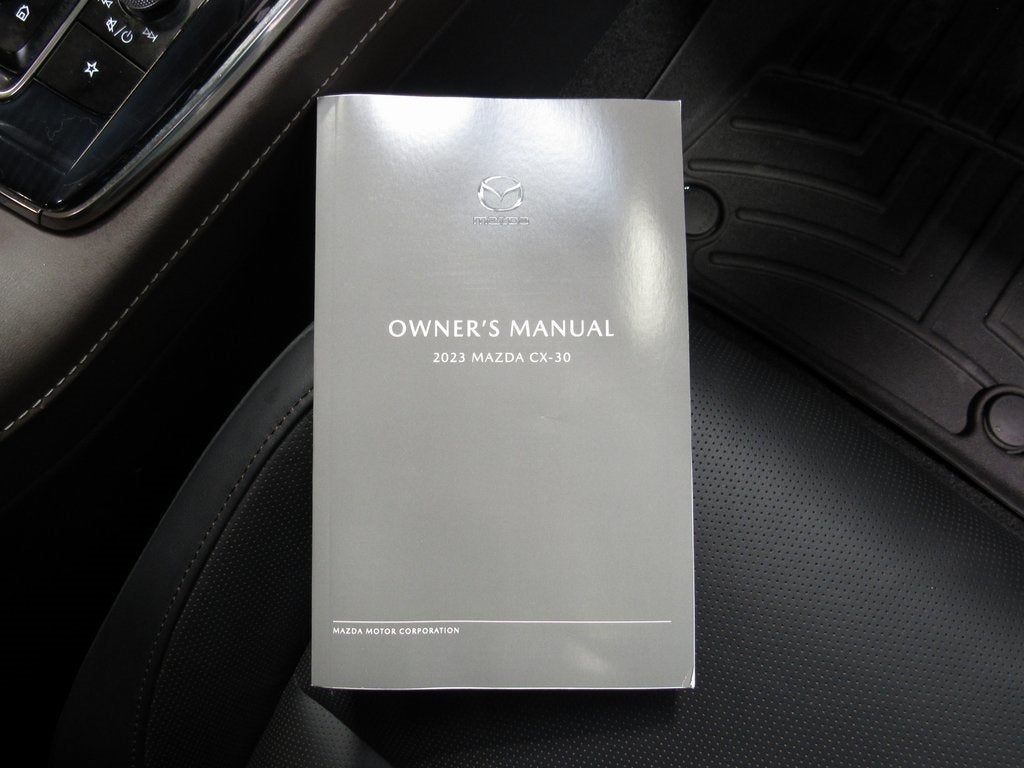 mazda
OWNER'S MANUAL
2023 MAZDA CX-30
MAZDA MOTOR CORPORATION